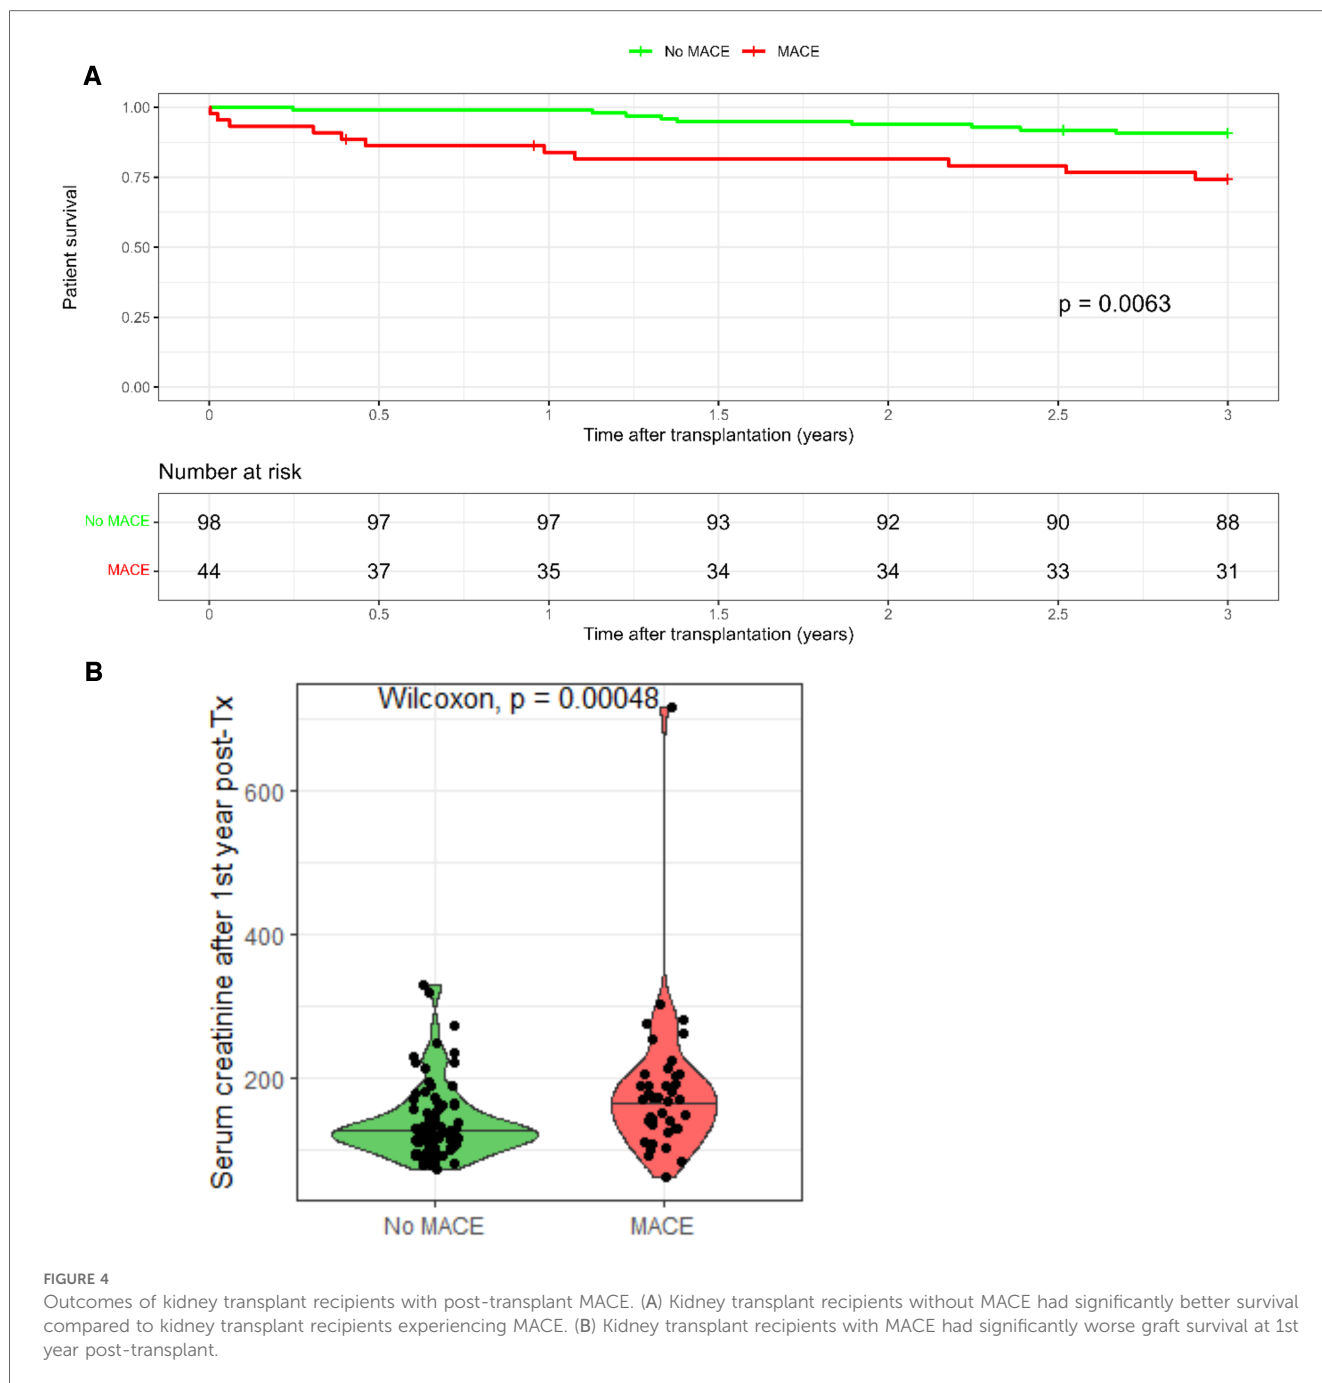 No MACE MACE
A
1.00
0.75
0.50
0.25
0.00
Patient survival
p = 0.0063
0 0.5 1 1.5 2 2.5 3
Time after transplantation (years)
Number at risk
No MACE 98 97 97 93 92 90 88
MACE 44 37 35 34 34 33 31
0 0.5 1 1.5 2 2.5 3
Time after transplantation (years)
B
Wilcoxon, p = 0.00048
Serum creatinine after 1st year post-Tx
600
400
200
No MACE MACE
FIGURE 4
Outcomes of kidney transplant recipients with post-transplant MACE. (A) Kidney transplant recipients without MACE had significantly better survival
compared to kidney transplant recipients experiencing MACE. (B) Kidney transplant recipients with MACE had significantly worse graft survival at 1st
year post-transplant.